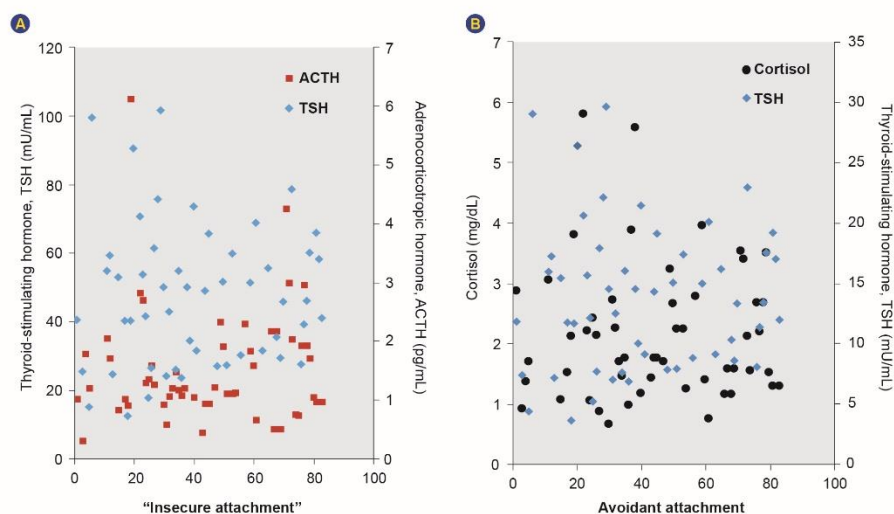 A
B
Thyroid-stimulating hormone, TSH (mU/mL)
120
100
80
60
40
20
0
ACTH
TSH
7
6
5
4
3
2
1
0
Adrenocorticotropic hormone, ACTH (pg/mL)
0 20 40 60 80 100
“Insecure attachment”
Cortisol (mg/dL)
7
6
5
4
3
2
1
0
Cortisol
TSH
35
30
25
20
15
10
5
0
Thyroid-stimulating hormone, TSH (mU/mL)
0 20 40 60 80 100
Avoidant attachment